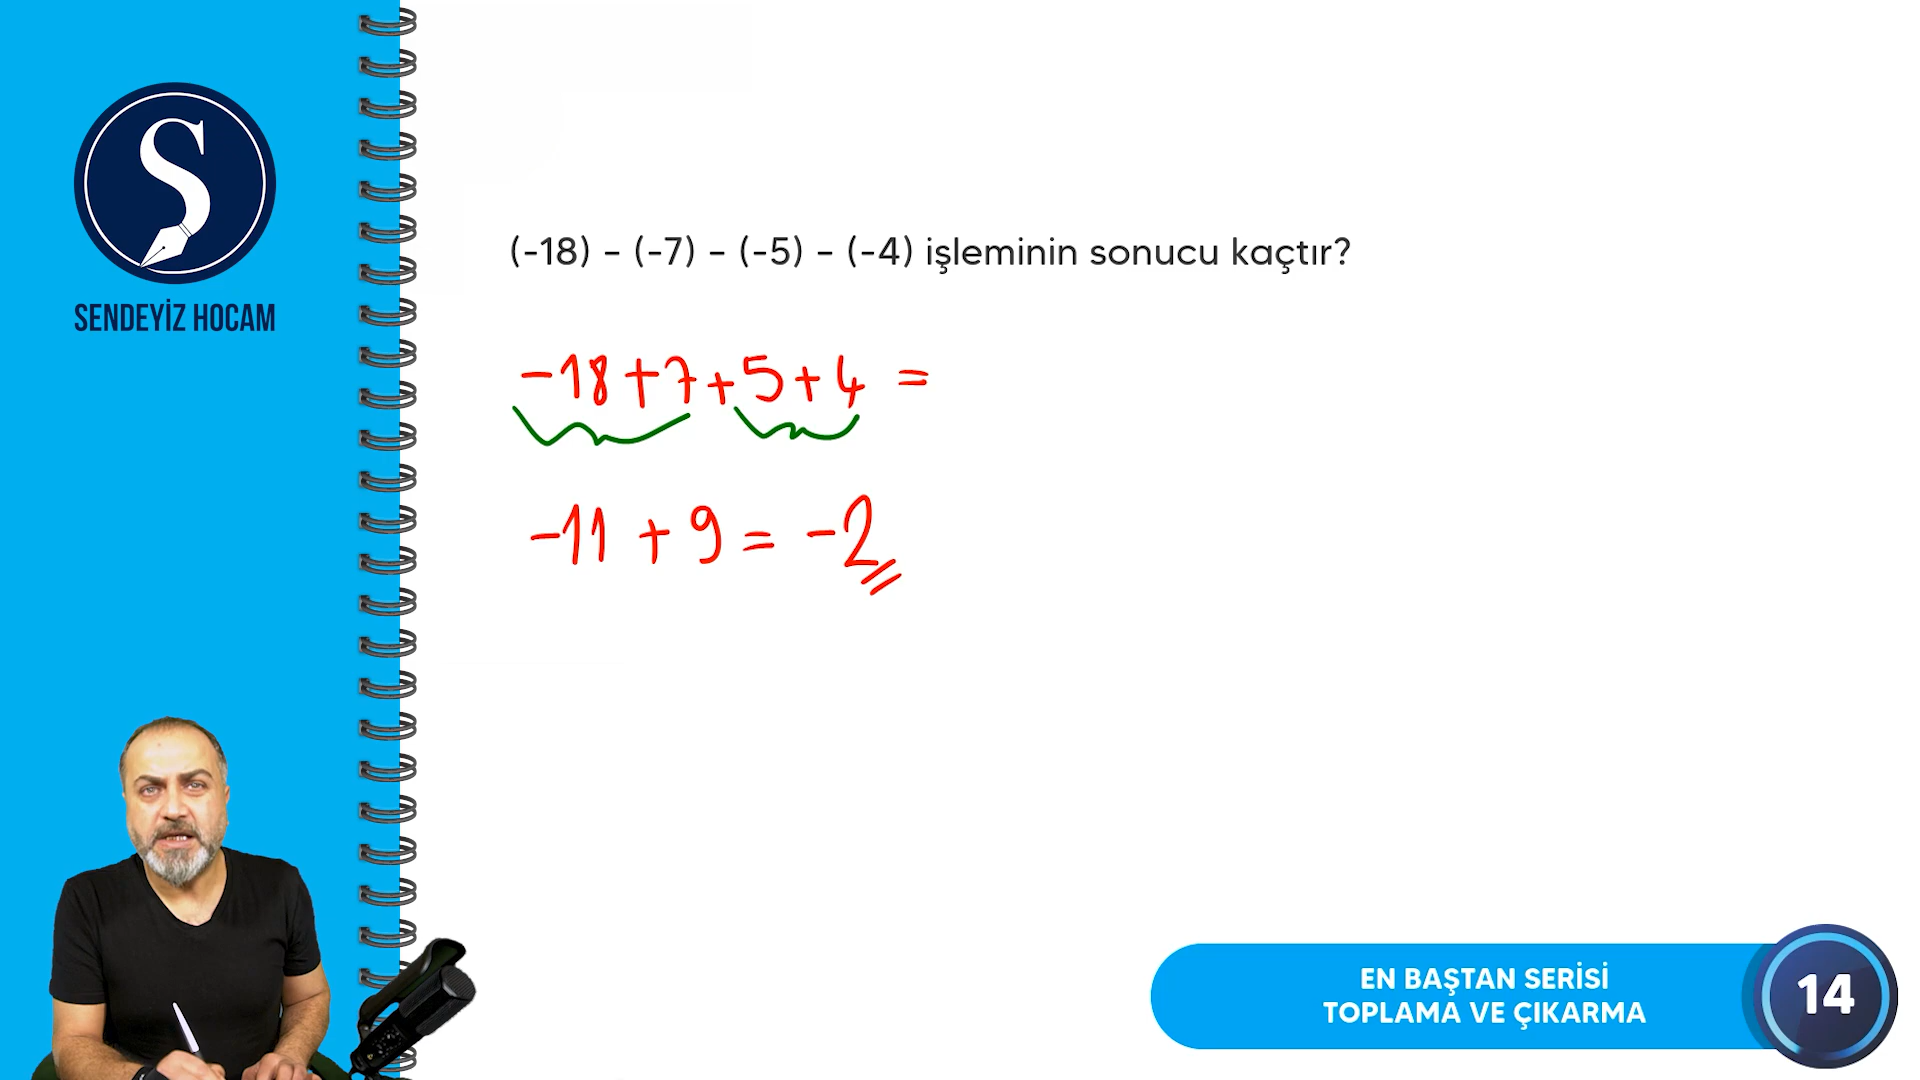 SENDEYİZ HOCAM
(-18) - (-7) - (-5) - (-4) işleminin sonucu kaçtır?
-18+7+5+4 =
-11 + 9 = -2
EN BAŞTAN SERİSİ
TOPLAMA VE ÇIKARMA
14